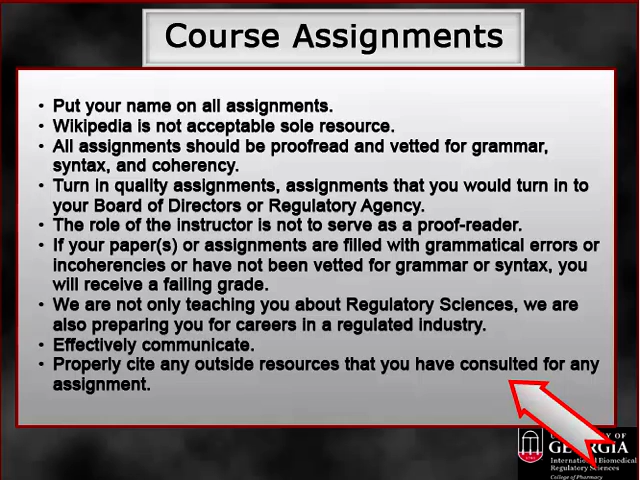 Course Assignments
• Put your name on all assignments.
• Wikipedia is not acceptable sole resource.
• All assignments should be proofread and vetted for grammar,
syntax, and coherency.
• Turn in quality assignments, assignments that you would turn in to
your Board of Directors or Regulatory Agency.
• The role of the instructor is not to serve as a proof-reader.
• If your paper(s) or assignments are filled with grammatical errors or
incoherencies or have not been vetted for grammar or syntax, you
will receive a failing grade.
• We are not only teaching you about Regulatory Sciences, we are
also preparing you for careers in a regulated industry.
• Effectively communicate.
• Properly cite any outside resources that you have consulted for any
assignment.
OF
GEORGIA
International Biomedical
Regulatory Sciences
College of Pharmacy